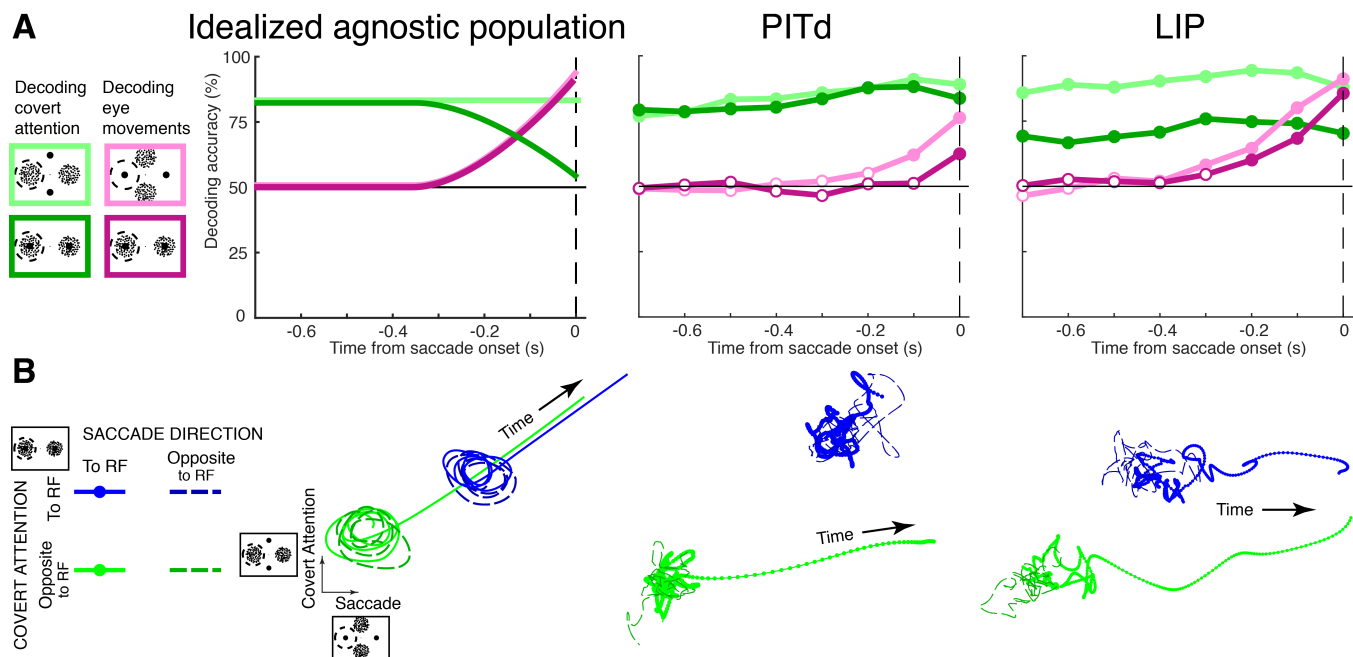 A
Idealized agnostic population
PITd
LIP
Decoding
covert
attention
Decoding
eye
movements
Decoding accuracy (%)
100
75
50
25
0
-0.6
-0.4
-0.2
0
Time from saccade onset (s)
-0.6
-0.4
-0.2
0
Time from saccade onset (s)
-0.6
-0.4
-0.2
0
Time from saccade onset (s)
B
SACCADE DIRECTION
To RF
Opposite
to RF
COVERT ATTENTION
To RF
Opposite
to RF
Time
Covert Attention
Saccade
Time
Time